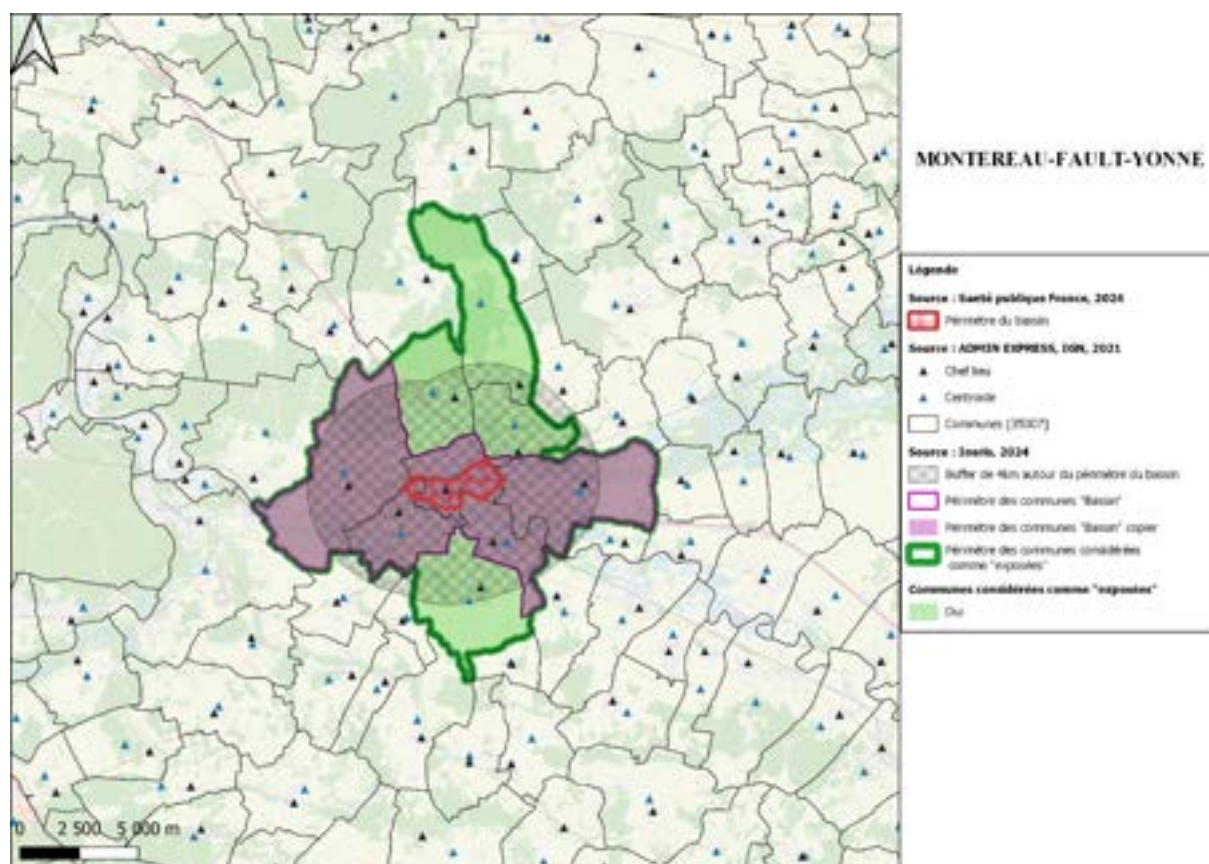 MONTEREAU-FAULT-YONNE
Légende
Source : Santé publique France, 2024
Périmètre du bassin
Source : ADMIN EXPRESS, IGN, 2021
Chef lieu
Centroide
Communes [35007]
Source : Ineris, 2024
Buffer de 4km autour du périmètre du bassin
Périmètre des communes "Bassin"
Périmètre des communes "Bassin" copier
Périmètre des communes considérées
comme "exposées"
Communes considérées comme "exposées"
Oui
0 2 500 5 000 m